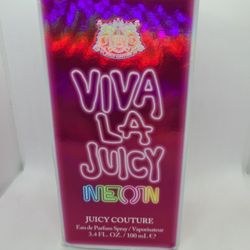 VIVA
LA
JUICY
NEON
JUICY COUTURE
Eau de Parfum Spray / Vaporisateur
3.4 FL. OZ. / 100 mL ℮